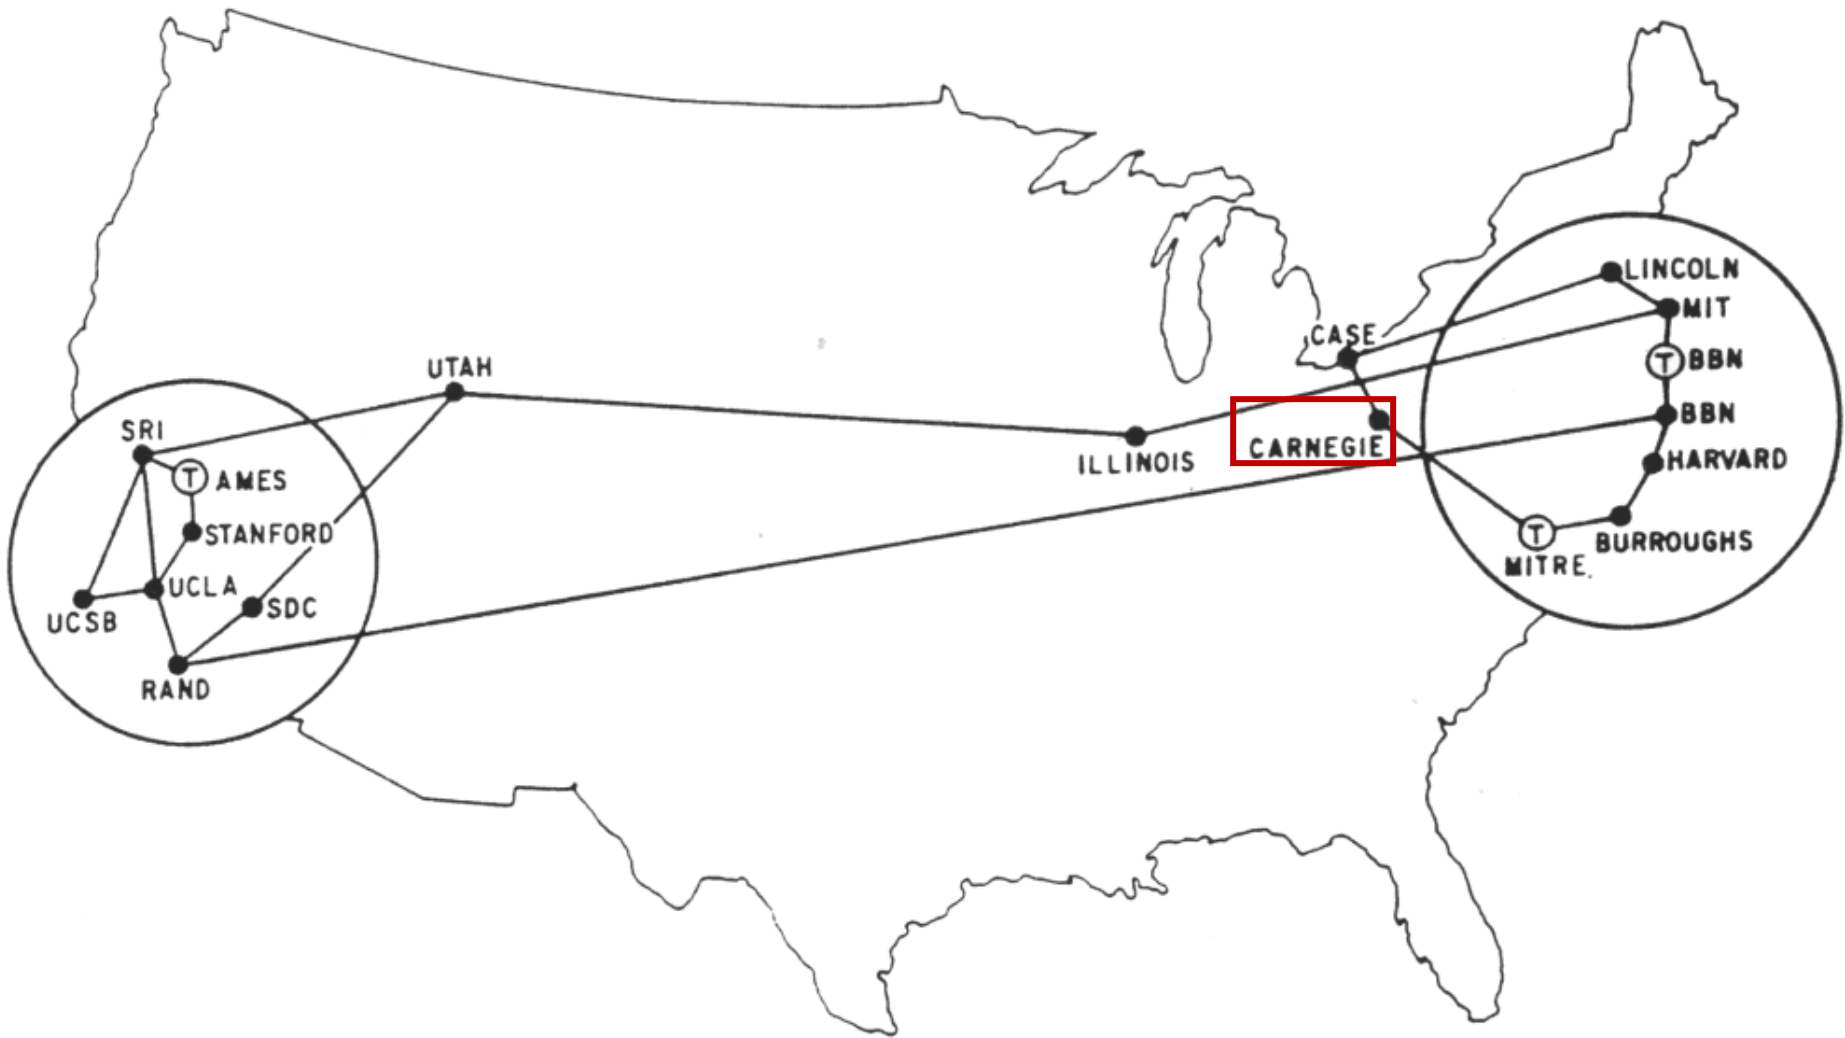 UTAH
SRI
T
AMES
STANFORD
UCLA
UCSB
SDC
RAND
ILLINOIS
CASE
CARNEGIE
LINCOLN
MIT
T
BBN
BBN
HARVARD
BURROUGHS
T
MITRE.